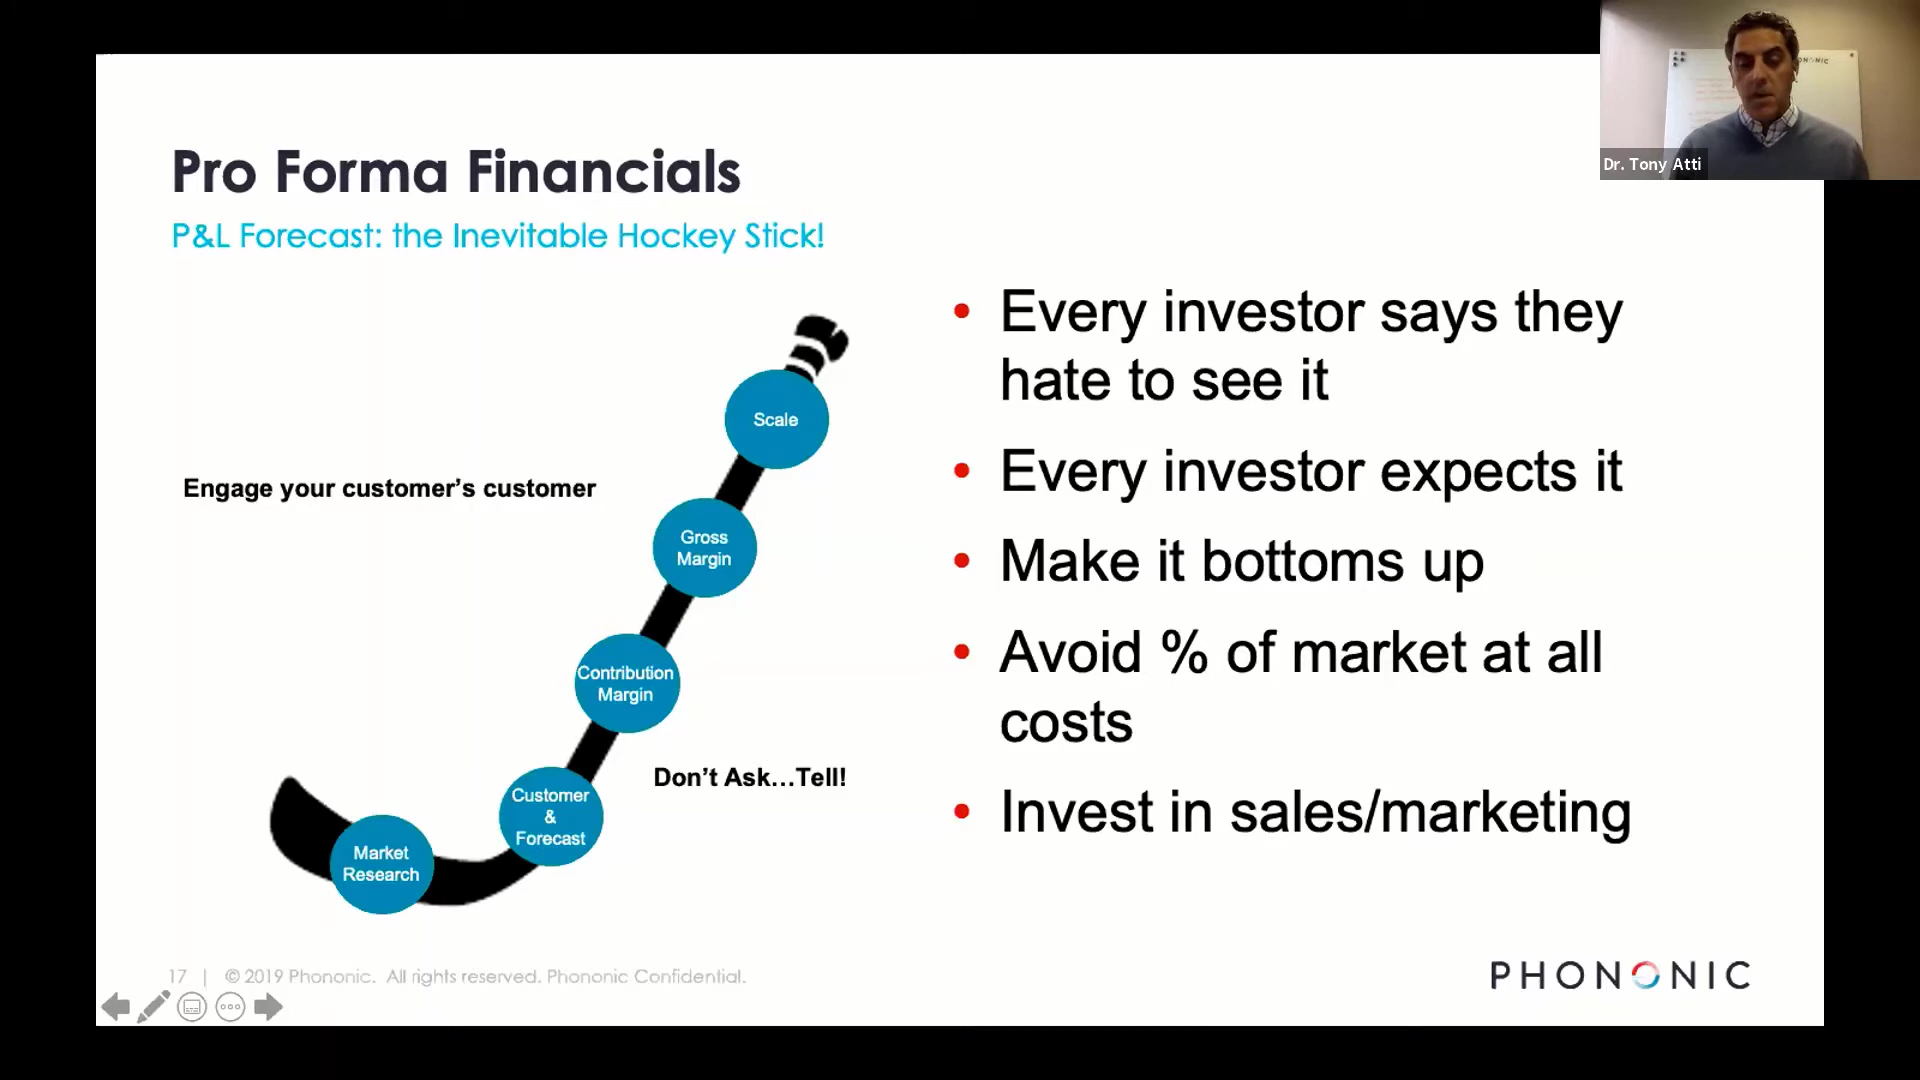 Pro Forma Financials
P&L Forecast: the Inevitable Hockey Stick!
Engage your customer’s customer
Scale
Gross
Margin
Contribution
Margin
Customer
&
Forecast
Market
Research
Don’t Ask...Tell!
• Every investor says they
hate to see it
• Every investor expects it
• Make it bottoms up
• Avoid % of market at all
costs
• Invest in sales/marketing
17 | © 2019 Phononic. All rights reserved. Phononic Confidential.
PHONONIC
Dr. Tony Atti